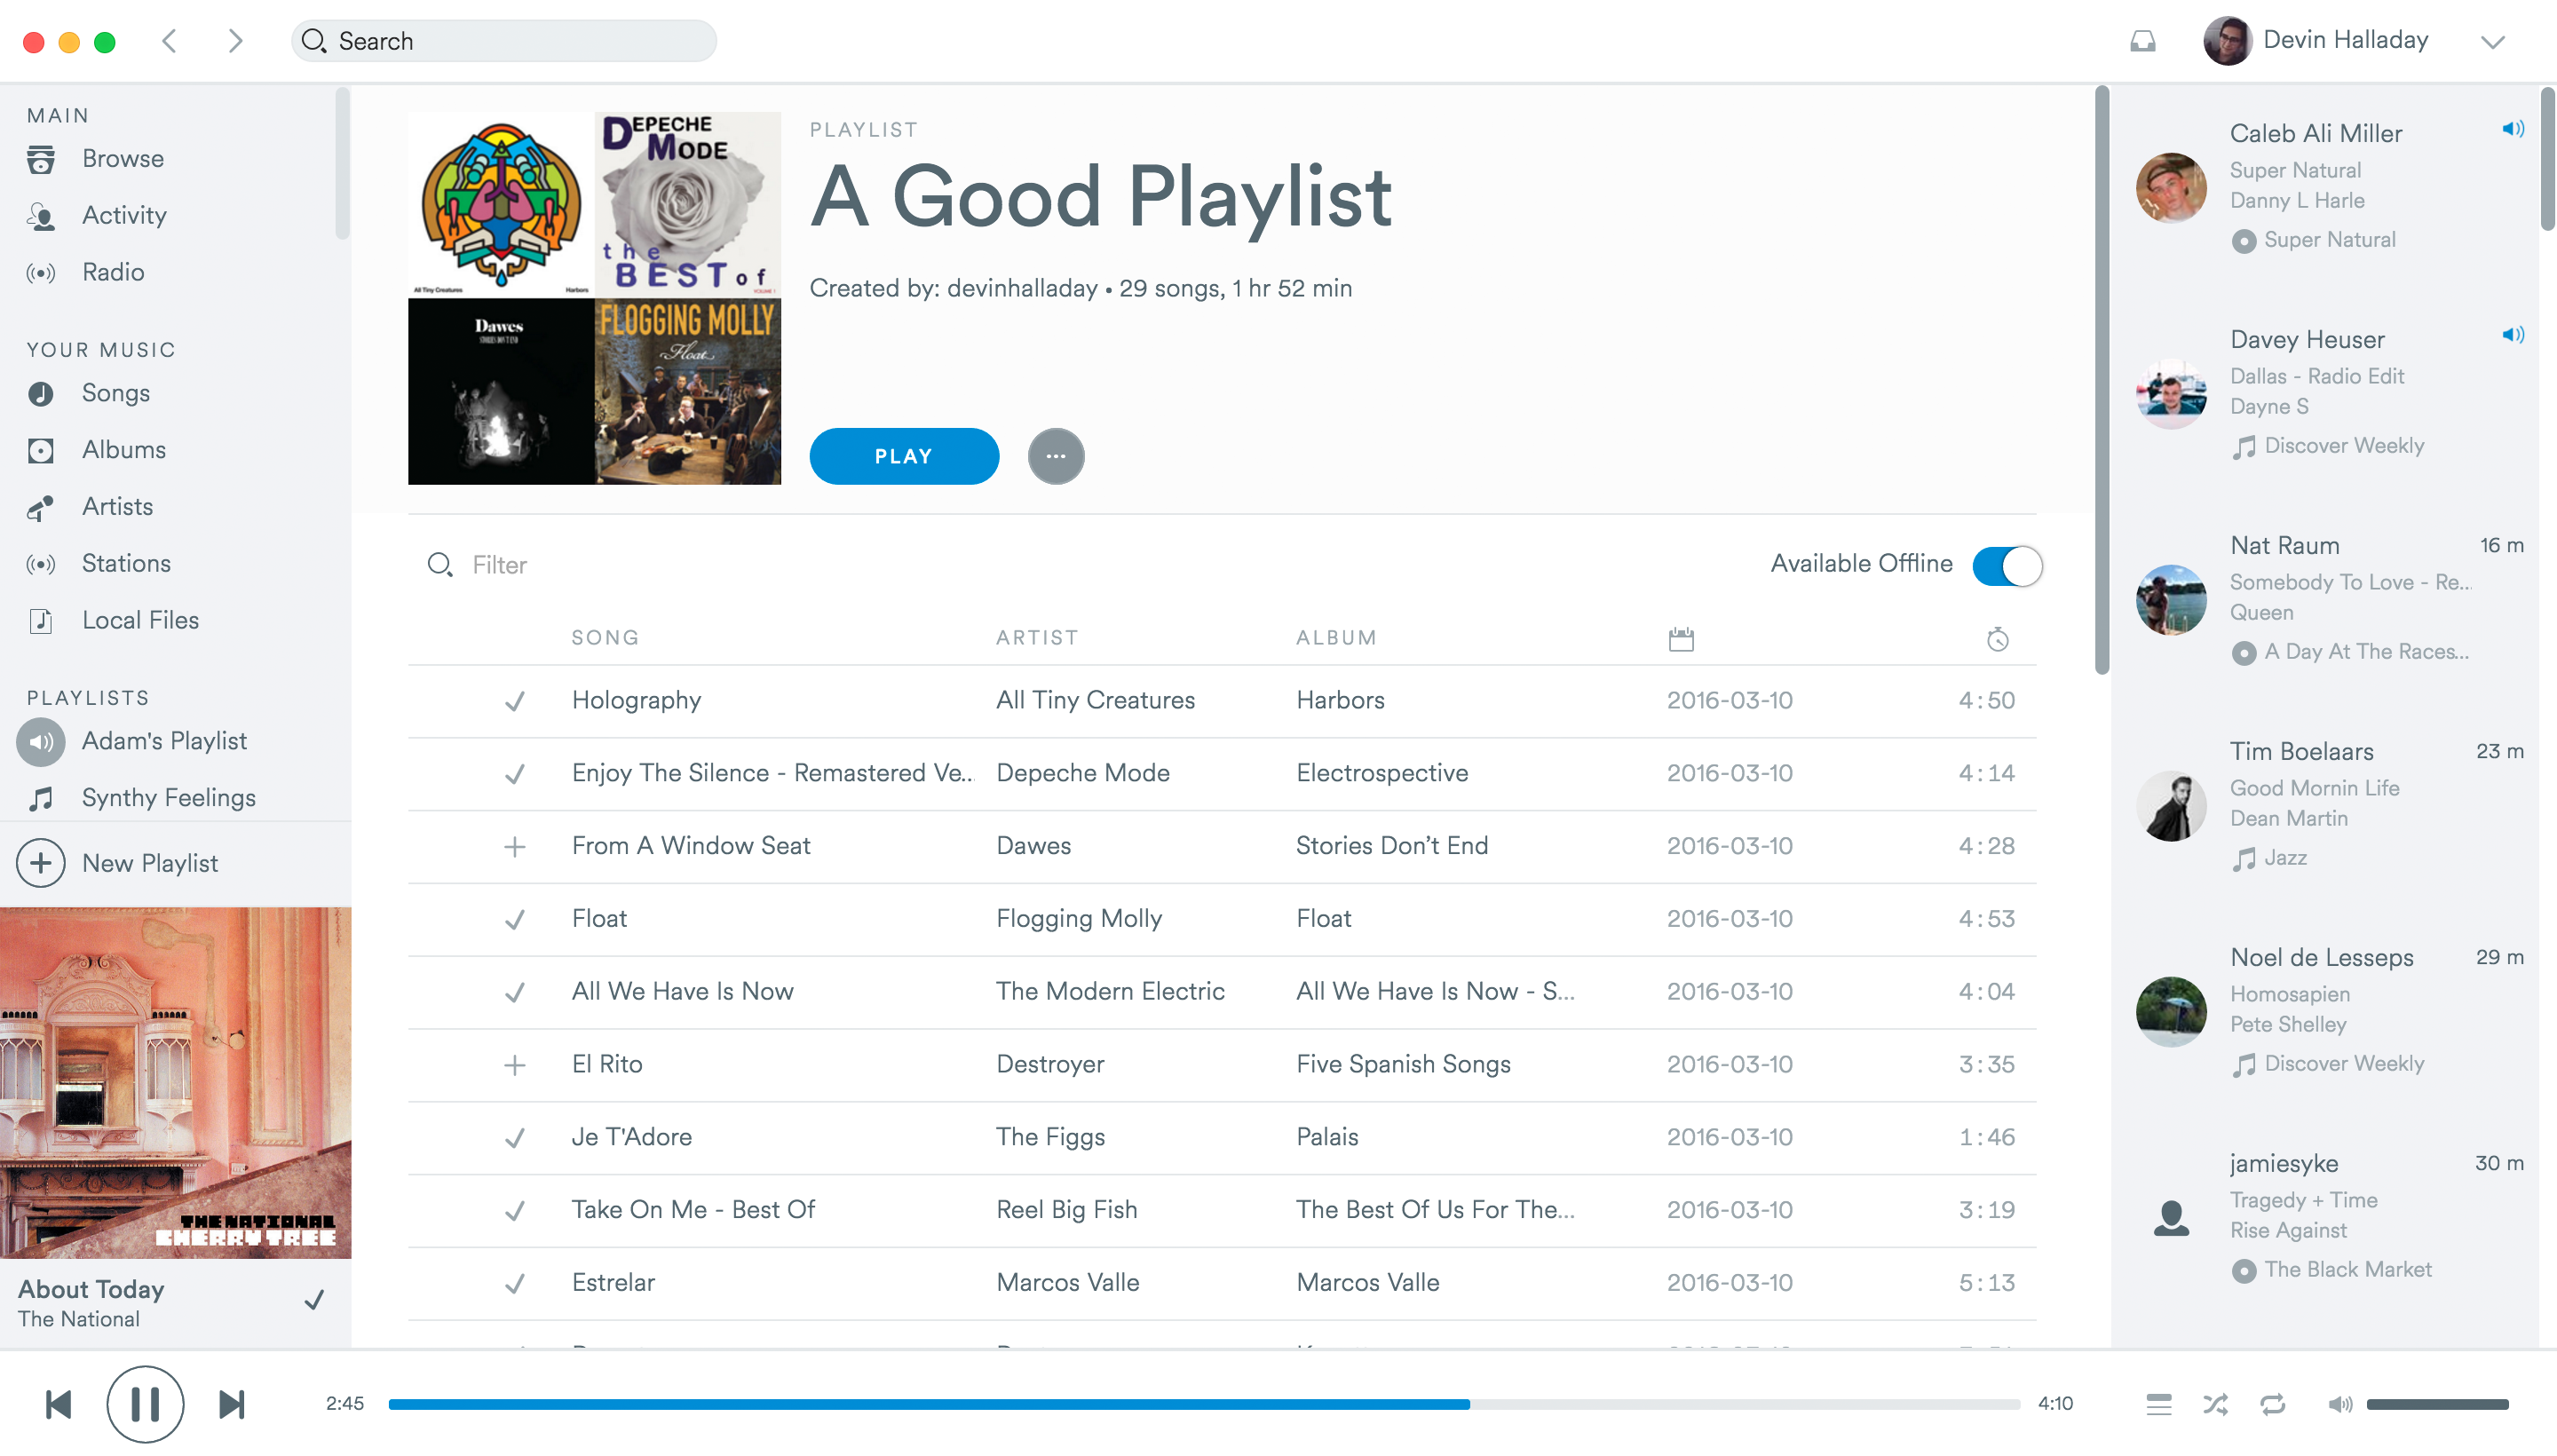 Search
Devin Halladay
MAIN
Browse
Activity
Radio
YOUR MUSIC
Songs
Albums
Artists
Stations
Local Files
PLAYLISTS
Adam's Playlist
Synthy Feelings
New Playlist
THE NATIONAL
CHERRY TREE
About Today
The National
All Tiny Creatures Harbors
DEPECHE
MODE
the
BEST of
VOLUME 1
Dawes
STORIES DON'T END
FLOGGING MOLLY
Float
PLAYLIST
A Good Playlist
Created by: devinhalladay • 29 songs, 1 hr 52 min
PLAY
Filter
Available Offline
SONG ARTIST ALBUM
Holography All Tiny Creatures Harbors 2016-03-10 4:50
Enjoy The Silence - Remastered Ve... Depeche Mode Electrospective 2016-03-10 4:14
From A Window Seat Dawes Stories Don’t End 2016-03-10 4:28
Float Flogging Molly Float 2016-03-10 4:53
All We Have Is Now The Modern Electric All We Have Is Now - S... 2016-03-10 4:04
El Rito Destroyer Five Spanish Songs 2016-03-10 3:35
Je T'Adore The Figgs Palais 2016-03-10 1:46
Take On Me - Best Of Reel Big Fish The Best Of Us For The... 2016-03-10 3:19
Estrelar Marcos Valle Marcos Valle 2016-03-10 5:13
Caleb Ali Miller
Super Natural
Danny L Harle
Super Natural
Davey Heuser
Dallas - Radio Edit
Dayne S
Discover Weekly
Nat Raum 16 m
Somebody To Love - Re...
Queen
A Day At The Races...
Tim Boelaars 23 m
Good Mornin Life
Dean Martin
Jazz
Noel de Lesseps 29 m
Homosapien
Pete Shelley
Discover Weekly
jamiesyke 30 m
Tragedy + Time
Rise Against
The Black Market
2:45
4:10